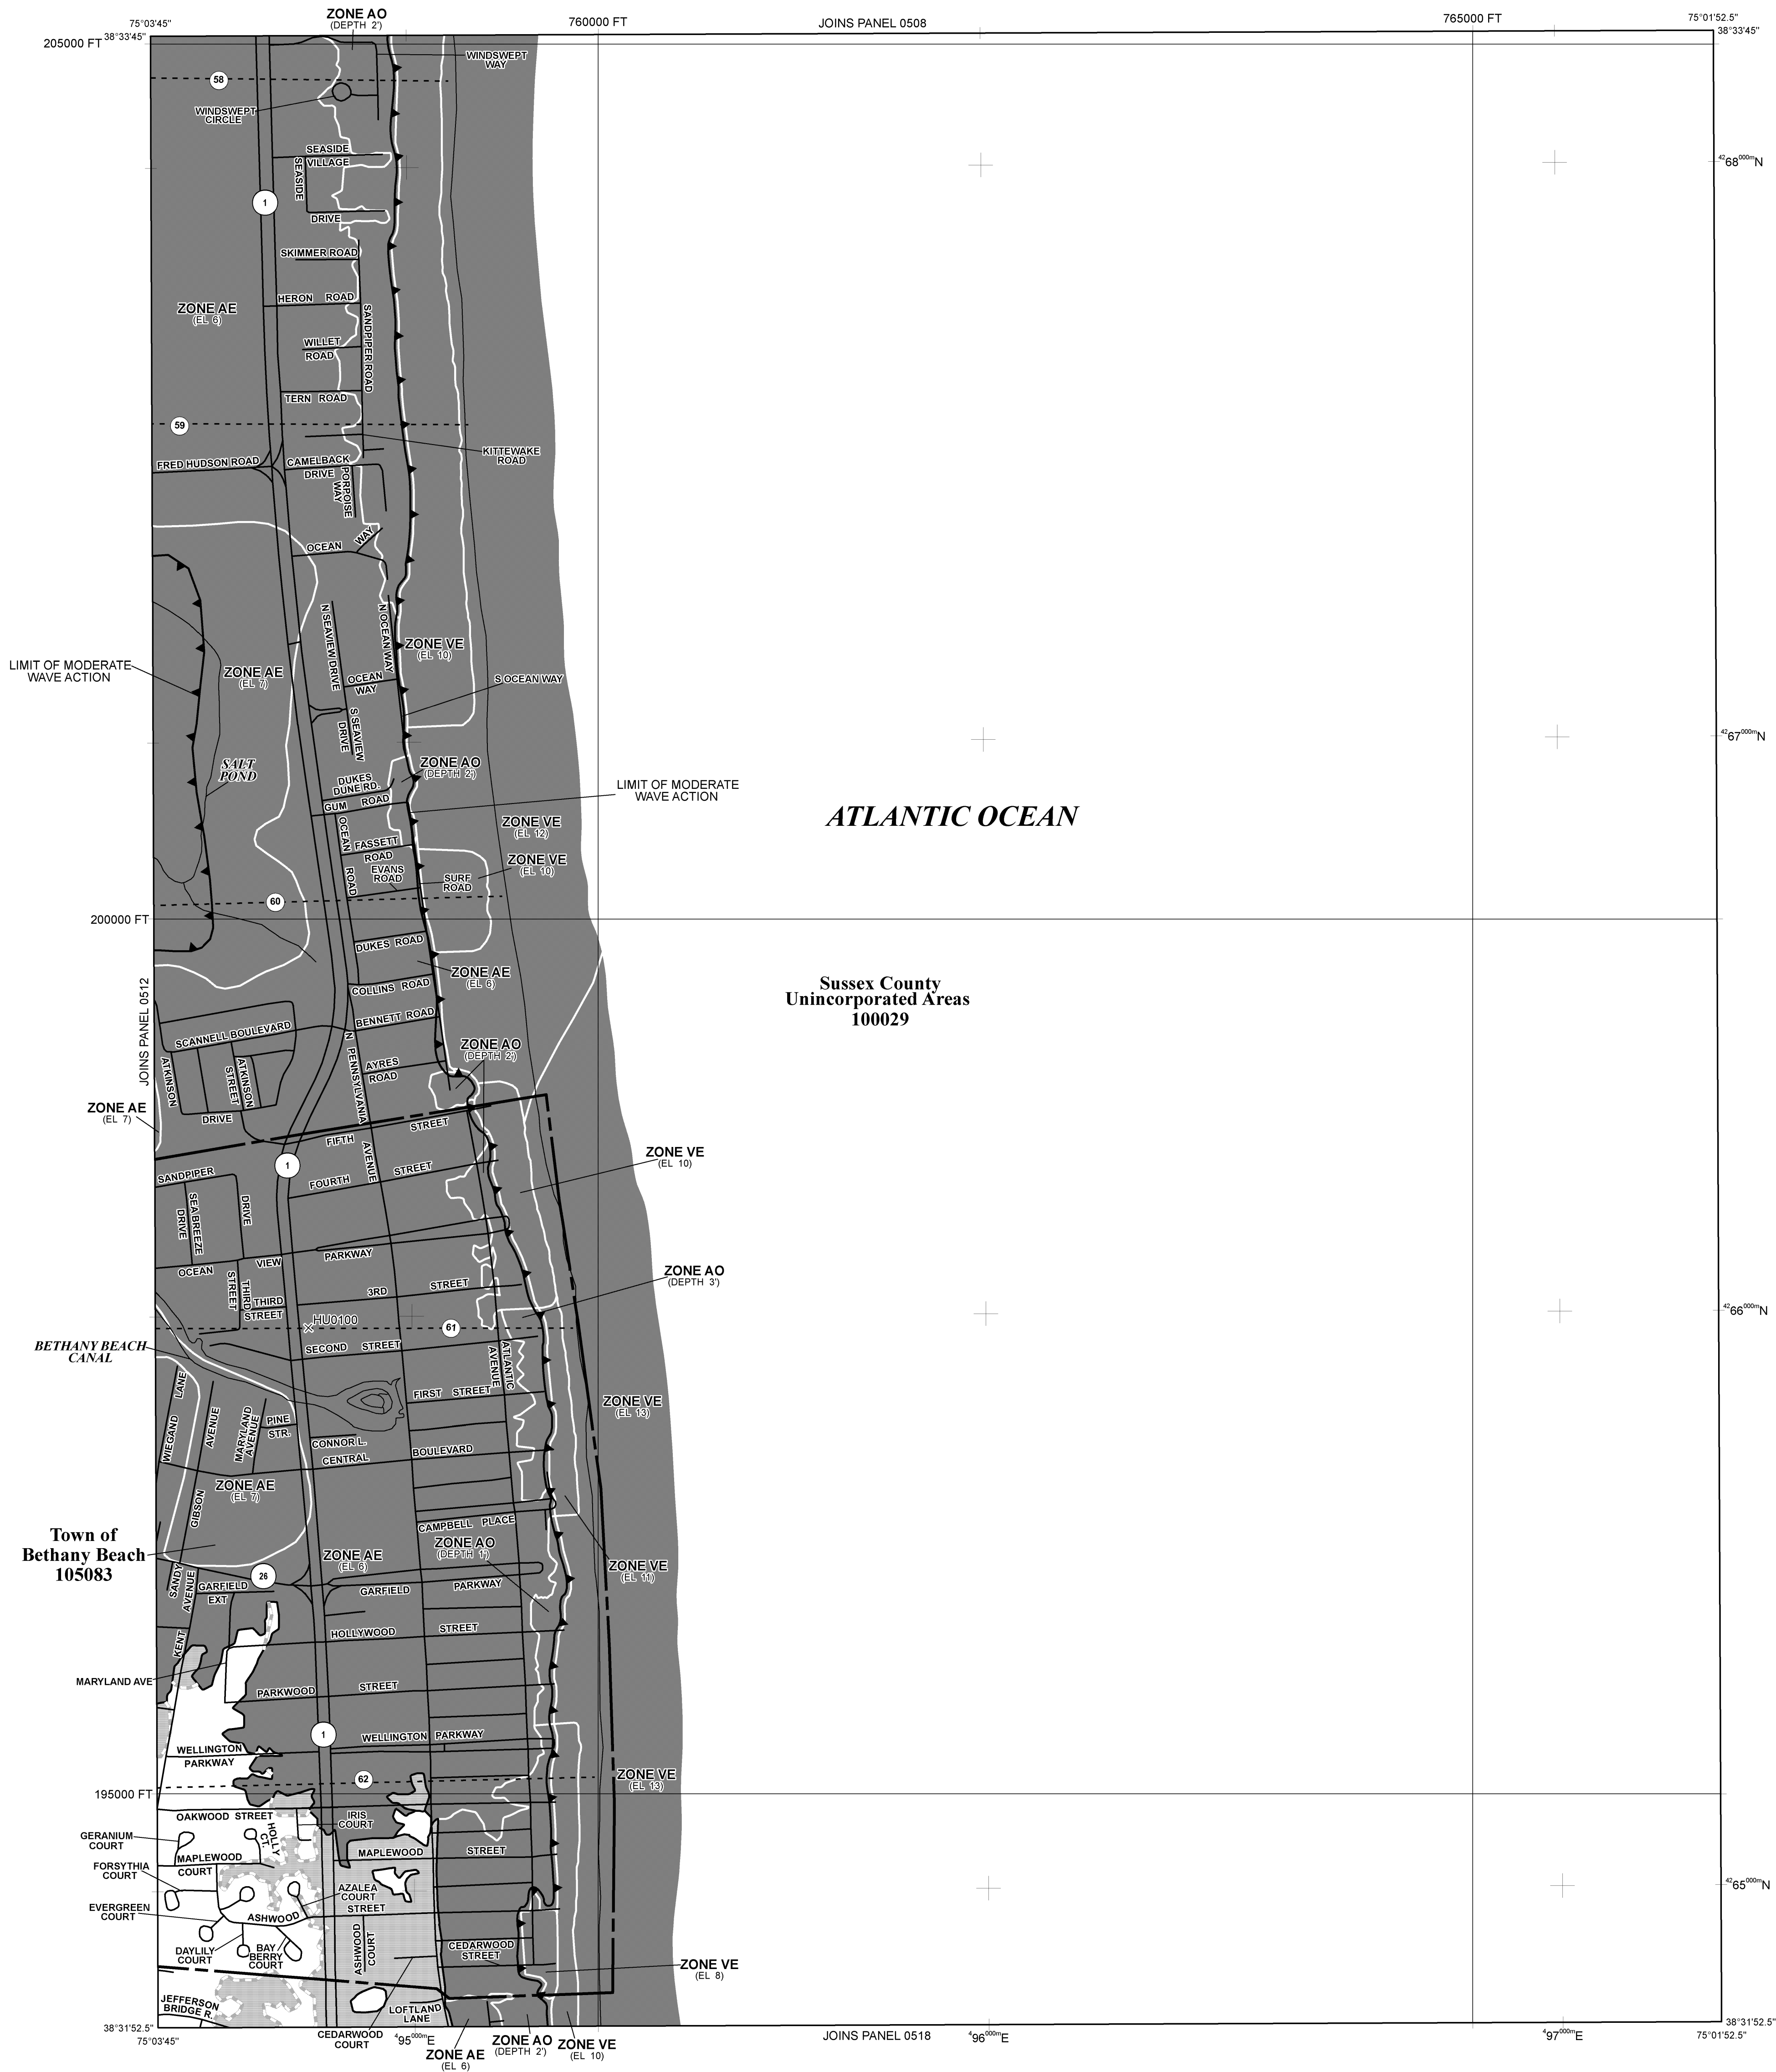 ZONE AO
(DEPTH 2')
75°03'45"
38°33'45"
205000 FT
760000 FT
JOINS PANEL 0508
765000 FT
75°01'52.5"
38°33'45"
WINDSWEPT
WAY
58
WINDSWEPT
CIRCLE
SEASIDE
VILLAGE
SEASIDE
DRIVE
1
4268000mN
SKIMMER ROAD
HERON ROAD
ZONE AE
(EL 6)
SANDPIPER ROAD
WILLET
ROAD
TERN ROAD
59
KITTEWAKE
ROAD
FRED HUDSON ROAD
CAMELBACK
DRIVE
PORPOISE
WAY
OCEAN WAY
N SEAVIEW DRIVE
N OCEAN WAY
ZONE VE
(EL 10)
LIMIT OF MODERATE
WAVE ACTION
ZONE AE
(EL 7)
OCEAN
WAY
S OCEAN WAY
S SEAVIEW
DRIVE
4267000mN
SALT
POND
ZONE AO
(DEPTH 2')
DUKES
DUNE RD.
GUM ROAD
LIMIT OF MODERATE
WAVE ACTION
ATLANTIC OCEAN
OCEAN
ROAD
ZONE VE
(EL 12)
FASSETT
ROAD
ZONE VE
(EL 10)
EVANS
ROAD
SURF
ROAD
60
200000 FT
DUKES ROAD
ZONE AE
(EL 6)
COLLINS ROAD
Sussex County
Unincorporated Areas
100029
JOINS PANEL 0512
BENNETT ROAD
SCANNELL BOULEVARD
N PENNSYLVANIA
AVENUE
ZONE AO
(DEPTH 2')
AYRES
ROAD
ATKINSON
DRIVE
ATKINSON
STREET
ZONE AE
(EL 7)
FIFTH STREET
1
ZONE VE
(EL 10)
SANDPIPER
DRIVE
FOURTH STREET
SEA BREEZE
DRIVE
OCEAN VIEW PARKWAY
ZONE AO
(DEPTH 3')
THIRD
STREET
3RD STREET
THIRD
STREET
HU0100
61
4266000mN
BETHANY BEACH
CANAL
SECOND STREET
ATLANTIC
AVENUE
FIRST STREET
WIEGAND LANE
GIBSON AVENUE
MARYLAND
AVENUE
PINE
STR.
ZONE VE
(EL 13)
CONNOR L.
CENTRAL BOULEVARD
ZONE AE
(EL 7)
CAMPBELL PLACE
Town of
Bethany Beach
105083
ZONE AO
(DEPTH 1')
ZONE AE
(EL 6)
ZONE VE
(EL 11)
SANDY
AVENUE
26
GARFIELD
EXT
GARFIELD PARKWAY
KENT
HOLLYWOOD STREET
MARYLAND AVE
PARKWOOD STREET
1
WELLINGTON PARKWAY
WELLINGTON
PARKWAY
62
ZONE VE
(EL 13)
195000 FT
OAKWOOD STREET
IRIS
COURT
GERANIUM
COURT
HOLLY
CT.
MAPLEWOOD
COURT
MAPLEWOOD STREET
FORSYTHIA
COURT
AZALEA
COURT
4265000mN
EVERGREEN
COURT
ASHWOOD STREET
ASHWOOD
COURT
DAYLILY
COURT
BAY
BERRY
COURT
CEDARWOOD
STREET
ZONE VE
(EL 8)
JEFFERSON
BRIDGE R.
LOFTLAND
LANE
38°31'52.5"
75°03'45"
CEDARWOOD
COURT
495000mE
ZONE AE
(EL 6)
ZONE AO
(DEPTH 2')
ZONE VE
(EL 10)
JOINS PANEL 0518
496000mE
497000mE
38°31'52.5"
75°01'52.5"